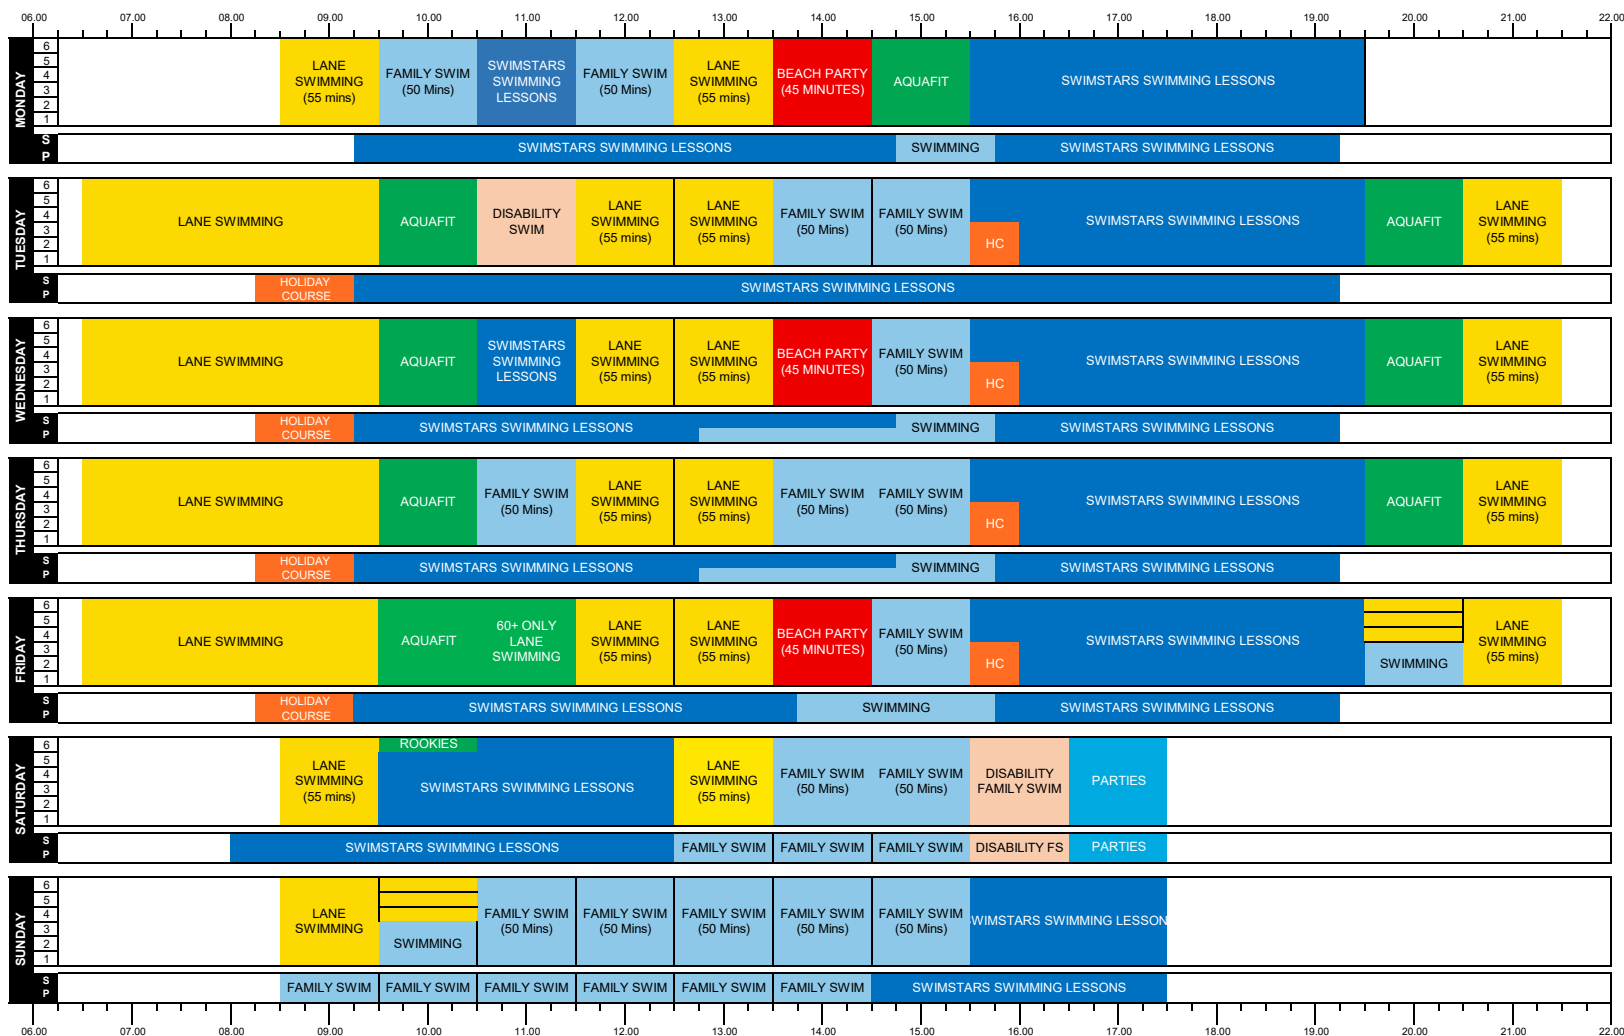 06.00 07.00 08.00 09.00 10.00 11.00 12.00 13.00 14.00 15.00 16.00 17.00 18.00 19.00 20.00 21.00 22.00
MONDAY
6
5
4
3
2
1
LANE
SWIMMING
(55 mins)
FAMILY SWIM
(50 Mins)
SWIMSTARS
SWIMMING
LESSONS
FAMILY SWIM
(50 Mins)
LANE
SWIMMING
(55 mins)
BEACH PARTY
(45 MINUTES)
AQUAFIT
SWIMSTARS SWIMMING LESSONS
S
P
SWIMSTARS SWIMMING LESSONS
SWIMMING
SWIMSTARS SWIMMING LESSONS
TUESDAY
6
5
4
3
2
1
LANE SWIMMING
AQUAFIT
DISABILITY
SWIM
LANE
SWIMMING
(55 mins)
LANE
SWIMMING
(55 mins)
FAMILY SWIM
(50 Mins)
FAMILY SWIM
(50 Mins)
HC
SWIMSTARS SWIMMING LESSONS
AQUAFIT
LANE
SWIMMING
(55 mins)
S
P
HOLIDAY
COURSE
SWIMSTARS SWIMMING LESSONS
WEDNESDAY
6
5
4
3
2
1
LANE SWIMMING
AQUAFIT
SWIMSTARS
SWIMMING
LESSONS
LANE
SWIMMING
(55 mins)
LANE
SWIMMING
(55 mins)
BEACH PARTY
(45 MINUTES)
FAMILY SWIM
(50 Mins)
HC
SWIMSTARS SWIMMING LESSONS
AQUAFIT
LANE
SWIMMING
(55 mins)
S
P
HOLIDAY
COURSE
SWIMSTARS SWIMMING LESSONS
SWIMMING
SWIMSTARS SWIMMING LESSONS
THURSDAY
6
5
4
3
2
1
LANE SWIMMING
AQUAFIT
FAMILY SWIM
(50 Mins)
LANE
SWIMMING
(55 mins)
LANE
SWIMMING
(55 mins)
FAMILY SWIM
(50 Mins)
FAMILY SWIM
(50 Mins)
HC
SWIMSTARS SWIMMING LESSONS
AQUAFIT
LANE
SWIMMING
(55 mins)
S
P
HOLIDAY
COURSE
SWIMSTARS SWIMMING LESSONS
SWIMMING
SWIMSTARS SWIMMING LESSONS
FRIDAY
6
5
4
3
2
1
LANE SWIMMING
AQUAFIT
60+ ONLY
LANE
SWIMMING
LANE
SWIMMING
(55 mins)
LANE
SWIMMING
(55 mins)
BEACH PARTY
(45 MINUTES)
FAMILY SWIM
(50 Mins)
HC
SWIMSTARS SWIMMING LESSONS
SWIMMING
LANE
SWIMMING
(55 mins)
S
P
HOLIDAY
COURSE
SWIMSTARS SWIMMING LESSONS
SWIMMING
SWIMSTARS SWIMMING LESSONS
SATURDAY
6
5
4
3
2
1
LANE
SWIMMING
(55 mins)
ROOKIES
SWIMSTARS SWIMMING LESSONS
LANE
SWIMMING
(55 mins)
FAMILY SWIM
(50 Mins)
FAMILY SWIM
(50 Mins)
DISABILITY
FAMILY SWIM
PARTIES
S
P
SWIMSTARS SWIMMING LESSONS
FAMILY SWIM
FAMILY SWIM
FAMILY SWIM
DISABILITY FS
PARTIES
SUNDAY
6
5
4
3
2
1
LANE
SWIMMING
SWIMMING
FAMILY SWIM
(50 Mins)
FAMILY SWIM
(50 Mins)
FAMILY SWIM
(50 Mins)
FAMILY SWIM
(50 Mins)
FAMILY SWIM
(50 Mins)
WIMSTARS SWIMMING LESSON
S
P
FAMILY SWIM
FAMILY SWIM
FAMILY SWIM
FAMILY SWIM
FAMILY SWIM
FAMILY SWIM
SWIMSTARS SWIMMING LESSONS
06.00 07.00 08.00 09.00 10.00 11.00 12.00 13.00 14.00 15.00 16.00 17.00 18.00 19.00 20.00 21.00 22.00